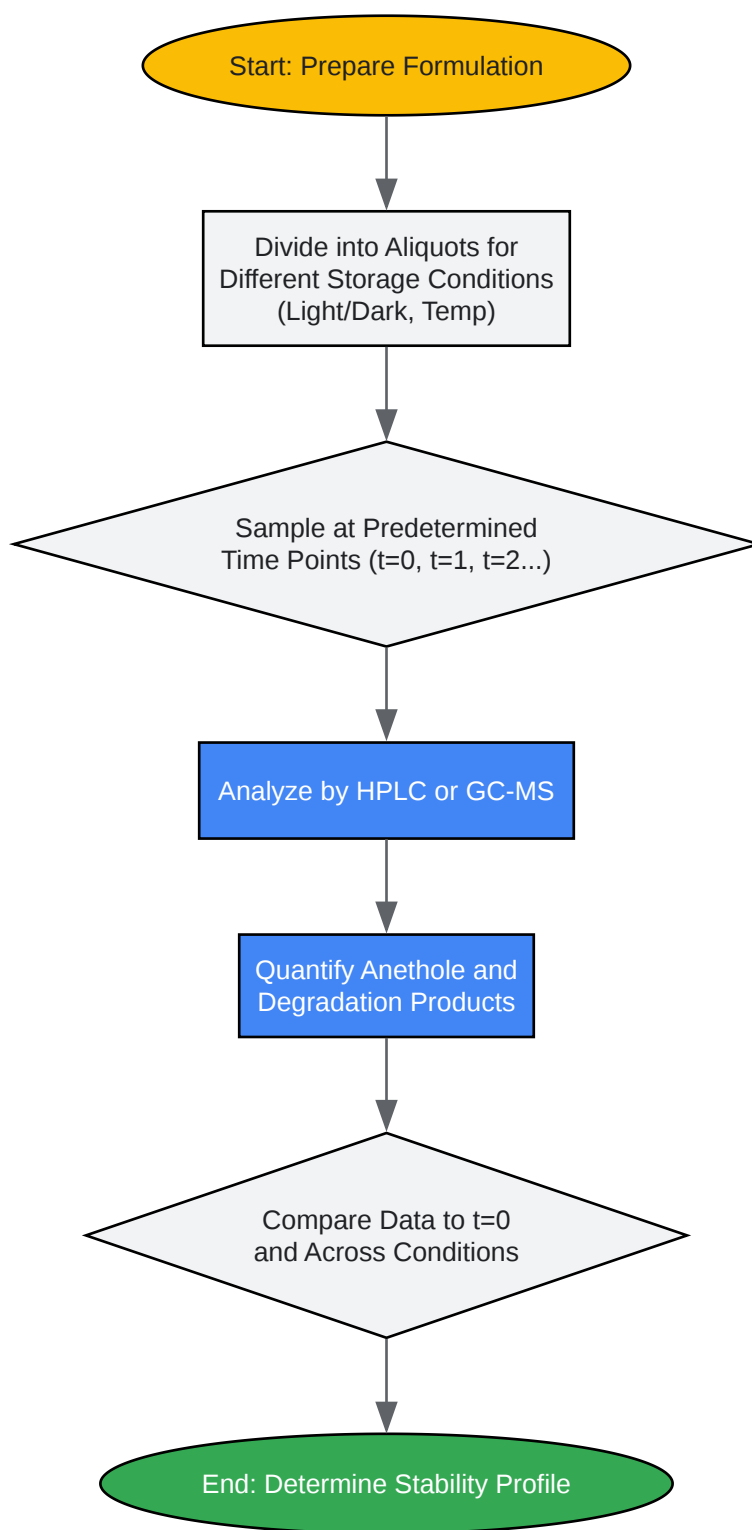 Start: Prepare Formulation
Divide into Aliquots for
Different Storage Conditions
(Light/Dark, Temp)
Sample at Predetermined
Time Points (t=0, t=1, t=2...)
Analyze by HPLC or GC-MS
Quantify Anethole and
Degradation Products
Compare Data to t=0
and Across Conditions
End: Determine Stability Profile